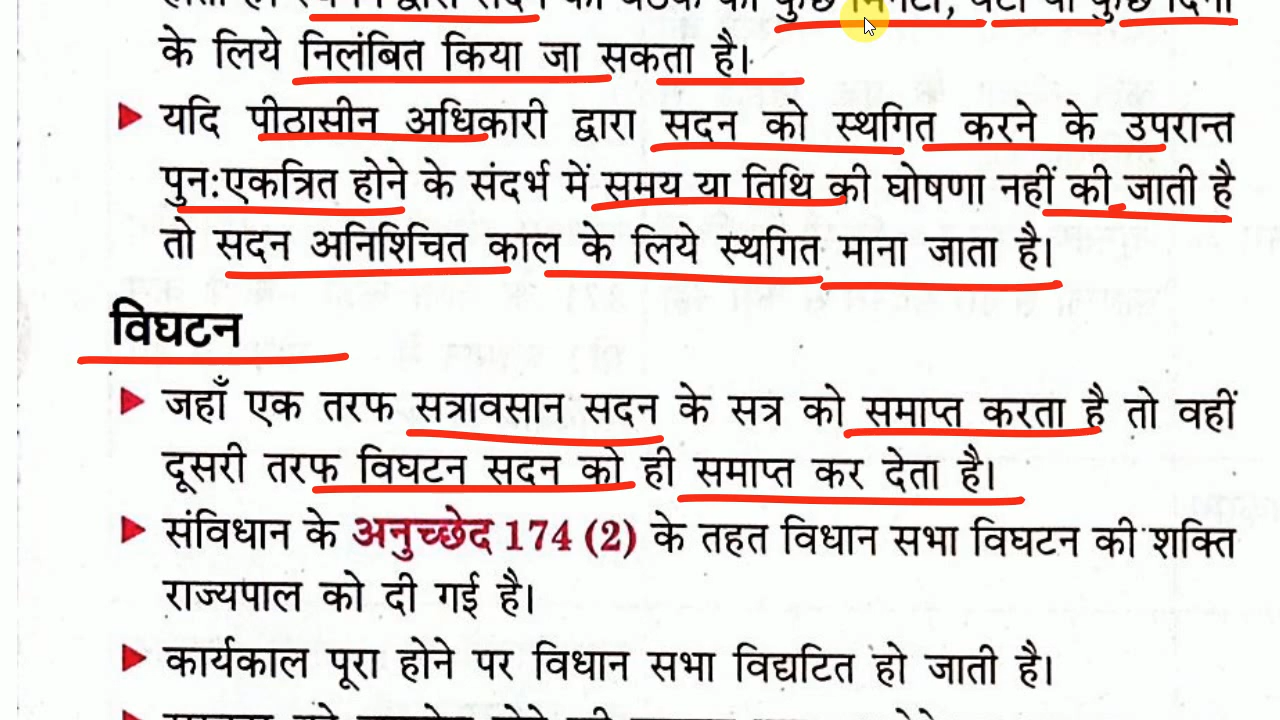 के लिये निलंबित किया जा सकता है।
यदि पीठासीन अधिकारी द्वारा सदन को स्थगित करने के उपरान्त
पुन:एकत्रित होने के संदर्भ में समय या तिथि की घोषणा नहीं की जाती है
तो सदन अनिश्चित काल के लिये स्थगित माना जाता है।
विघटन
जहाँ एक तरफ सत्रावसान सदन के सत्र को समाप्त करता है तो वहीं
दूसरी तरफ विघटन सदन को ही समाप्त कर देता है।
संविधान के अनुच्छेद 174 (2) के तहत विधान सभा विघटन की शक्ति
राज्यपाल को दी गई है।
कार्यकाल पूरा होने पर विधान सभा विद्यटित हो जाती है।